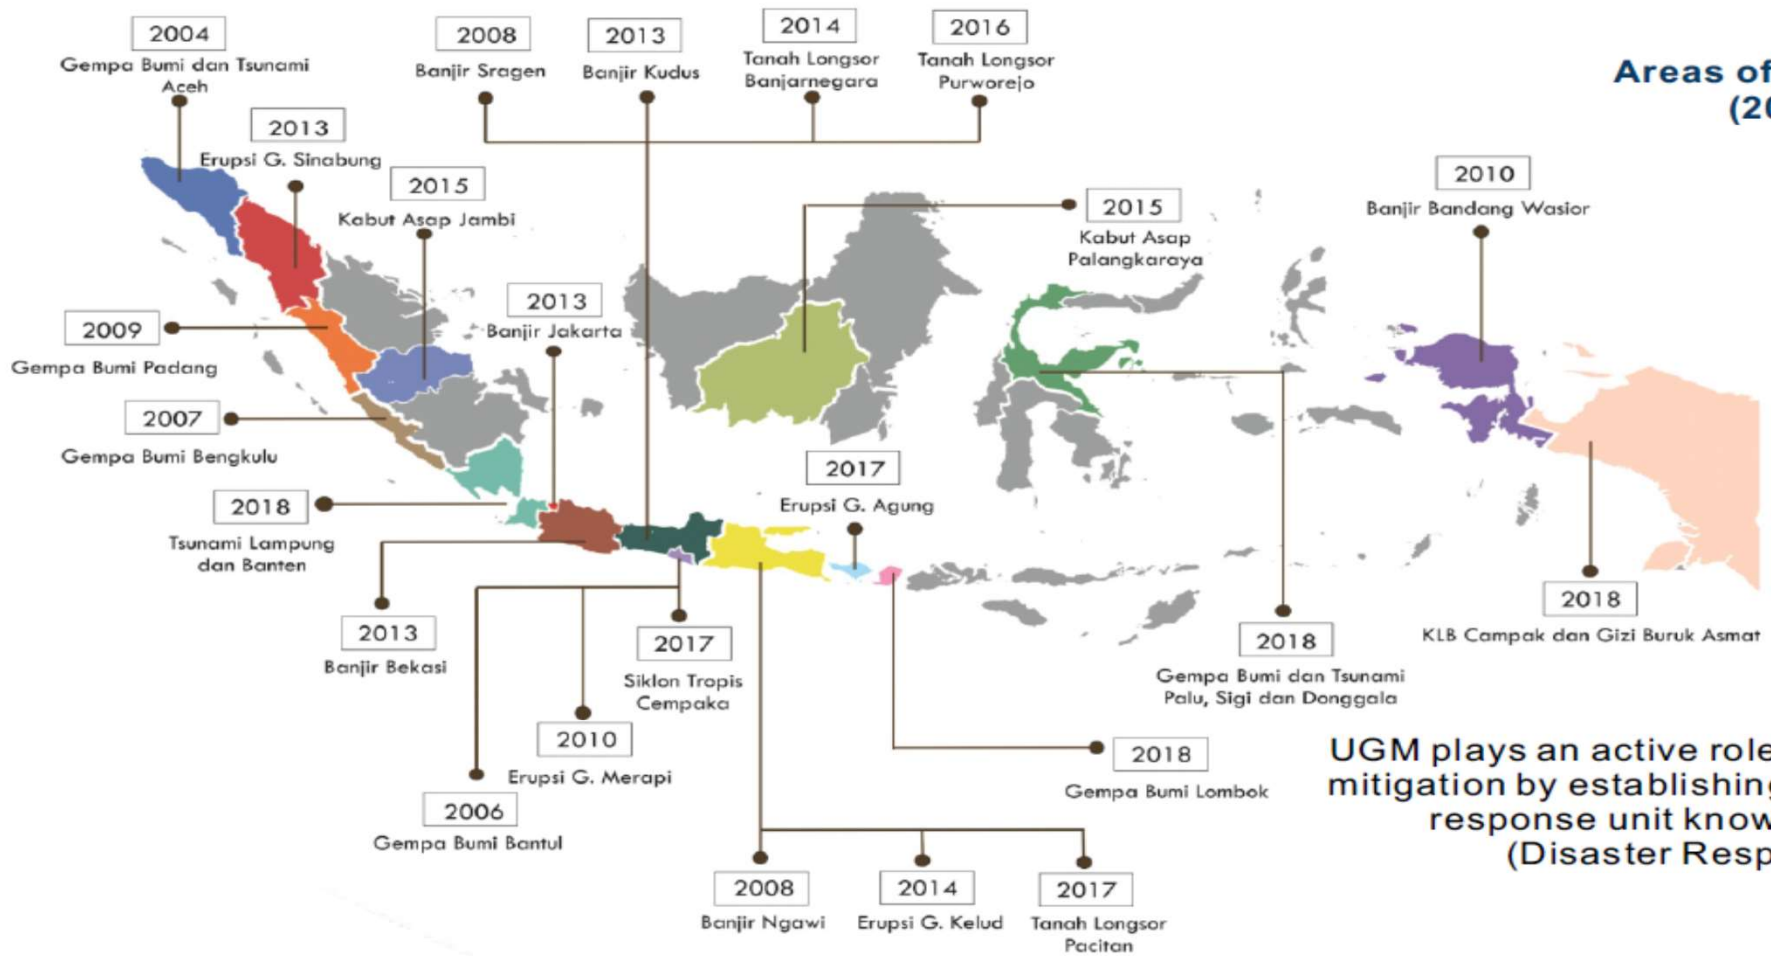 2004
Gempa Bumi dan Tsunami
Aceh
2008
Banjir Sragen
2013
Banjir Kudus
2014
Tanah Longsor
Banjarnegara
2016
Tanah Longsor
Purworejo
Areas of
2013
Erupsi G. Sinabung
2015
Kabut Asap Jambi
2015
Kabut Asap
Palangkaraya
2010
Banjir Bandang Wasior
2009
Gempa Bumi Padang
2013
Banjir Jakarta
2007
Gempa Bumi Bengkulu
2017
Erupsi G. Agung
2018
Tsunami Lampung
dan Banten
2013
Banjir Bekasi
2017
Siklon Tropis
Cempaka
2018
Gempa Bumi dan Tsunami
Palu, Sigi dan Donggala
2018
KLB Campak dan Gizi Buruk Asmat
2010
Erupsi G. Merapi
2018
Gempa Bumi Lombok
2006
Gempa Bumi Bantul
2008
Banjir Ngawi
2014
Erupsi G. Kelud
2017
Tanah Longsor
Pacitan
UGM plays an active role
mitigation by establishing
response unit know
(Disaster Resp